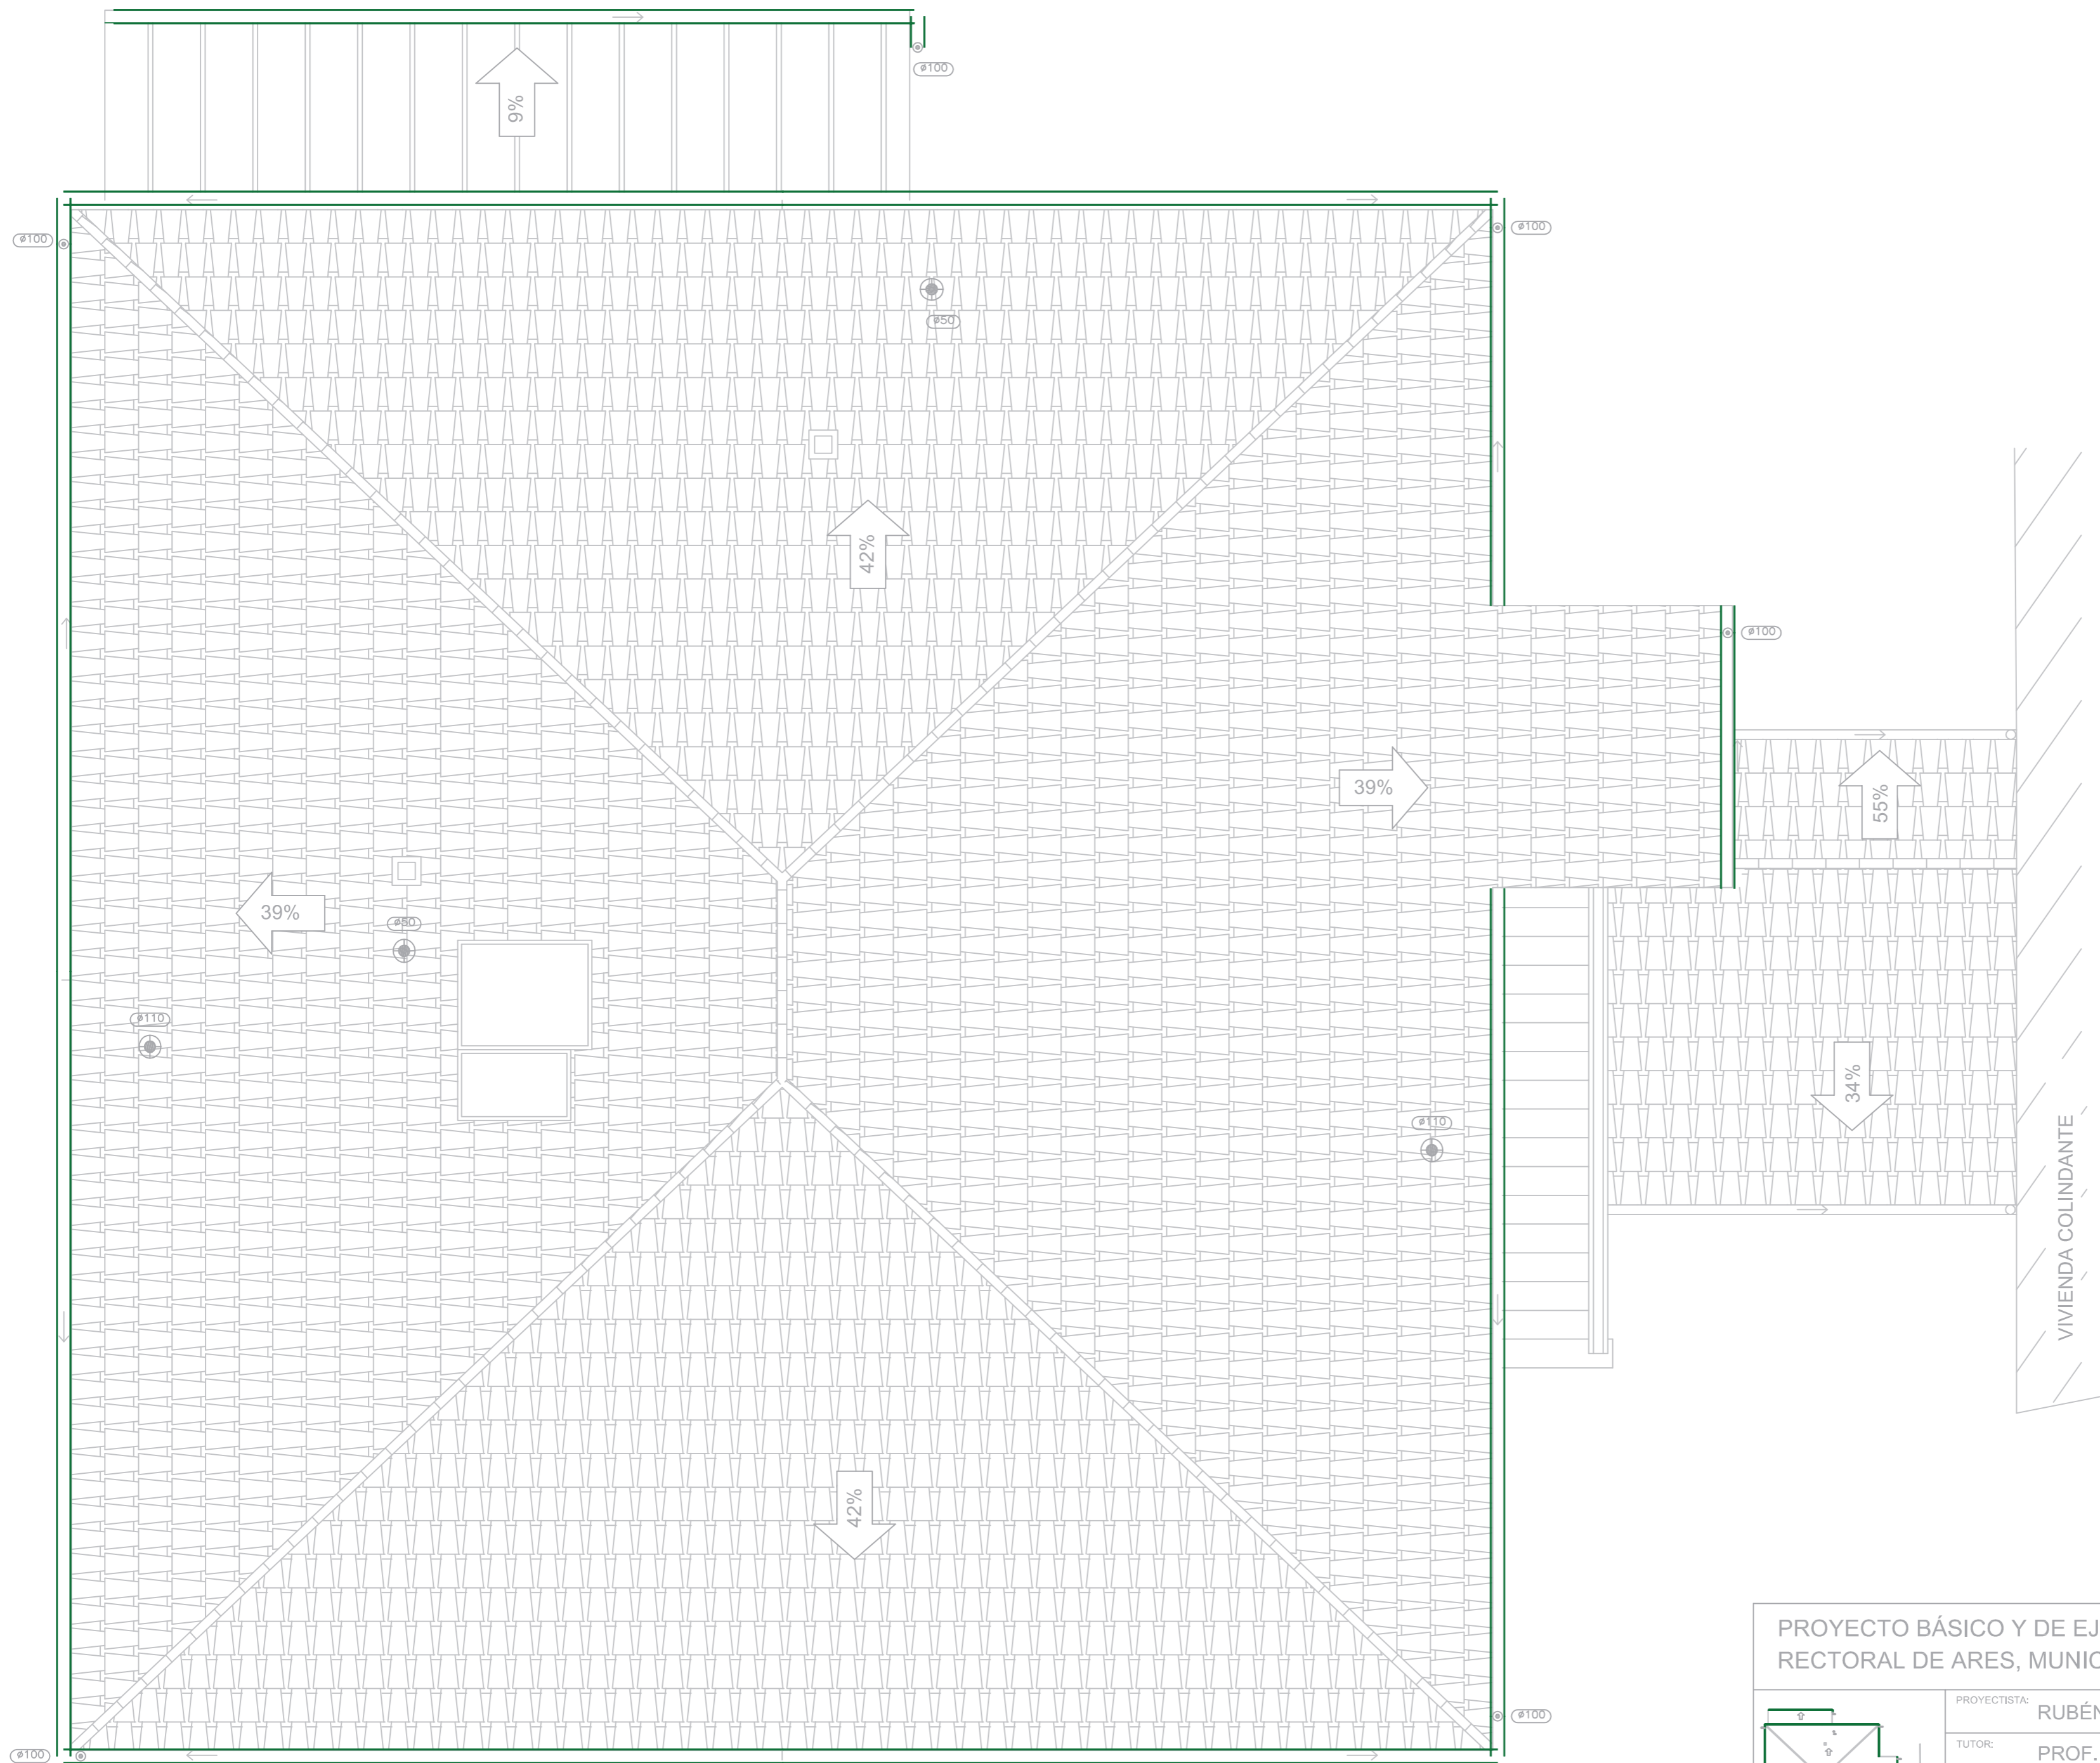 ø100
9%
ø100
ø100
ø50
42%
ø100
39%
55%
39%
ø50
ø110
ø110
34%
VIVIENDA COLINDANTE
42%
PROYECTO BÁSICO Y DE EJ
RECTORAL DE ARES, MUNIC
PROYECTISTA:
RUBÉN
ø100
TUTOR:
PROF.
ø100